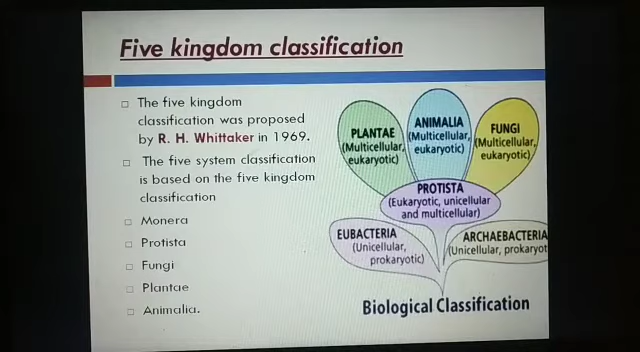 Five kingdom classification
The five kingdom
classification was proposed
by R. H. Whittaker in 1969.
The five system classification
is based on the five kingdom
classification
Monera
Protista
Fungi
Plantae
Animalia.
PLANTAE
(Multicellular,
eukaryotic)
ANIMALIA
(Multicellular,
eukaryotic)
FUNGI
(Multicellular,
eukaryotic)
PROTISTA
(Eukaryotic, unicellular
and multicellular)
EUBACTERIA
(Unicellular,
prokaryotic)
ARCHAEBACTERIA
(Unicellular, prokaryot
Biological Classification